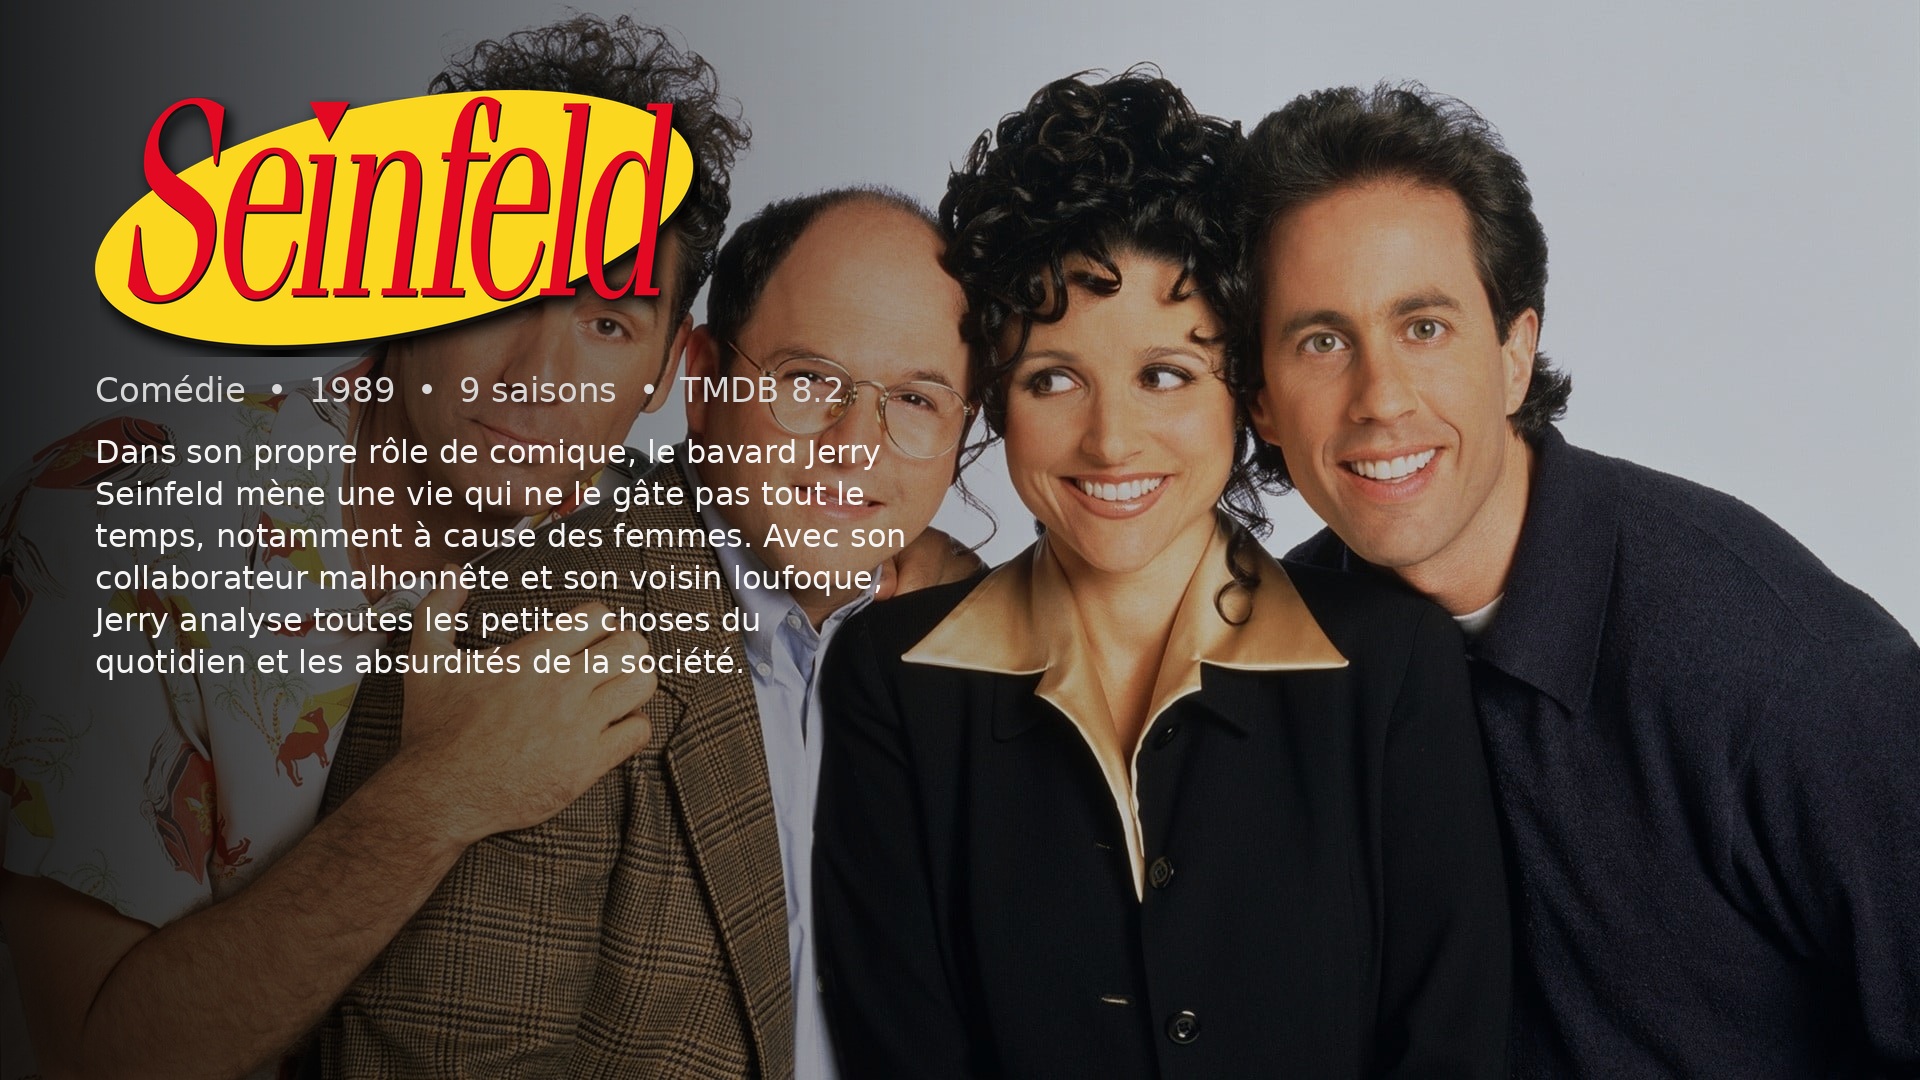 Seinfeld
Comédie • 1989 • 9 saisons • TMDB 8.2
Dans son propre rôle de comique, le bavard Jerry
Seinfeld mène une vie qui ne le gâte pas tout le
temps, notamment à cause des femmes. Avec son
collaborateur malhonnête et son voisin loufoque,
Jerry analyse toutes les petites choses du
quotidien et les absurdités de la société.